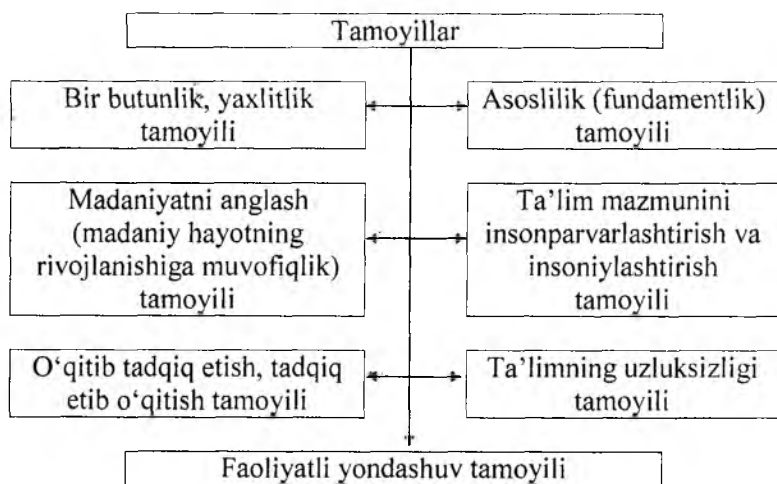 Tamoyillar
Bir butunlik, yaxlitlik
tamoyili
Asoslilik (fundamentlik)
tamoyili
Madaniyatni anglash
(madaniy hayotning
rivojlanishiga muvofiqlik)
tamoyili
Ta’lim mazmunini
insonparvarlashtirish va
insoniylashtirish
tamoyili
O‘qitib tadqiq etish, tadqiq
etib o‘qitish tamoyili
Ta’limning uzluksizligi
tamoyili
Faoliyatli yondashuv tamoyili